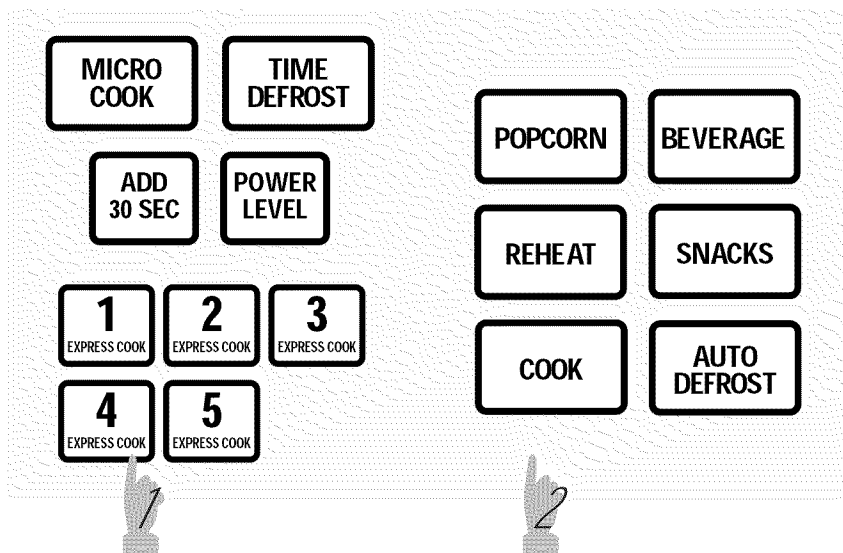 MICRO
COOK
TIME
DEFROST
ADD
30 SEC
POWER
LEVEL
1
EXPRESS COOK
2
EXPRESS COOK
3
EXPRESS COOK
4
EXPRESS COOK
5
EXPRESS COOK
1
POPCORN
BEVERAGE
REHEAT
SNACKS
COOK
AUTO
DEFROST
2